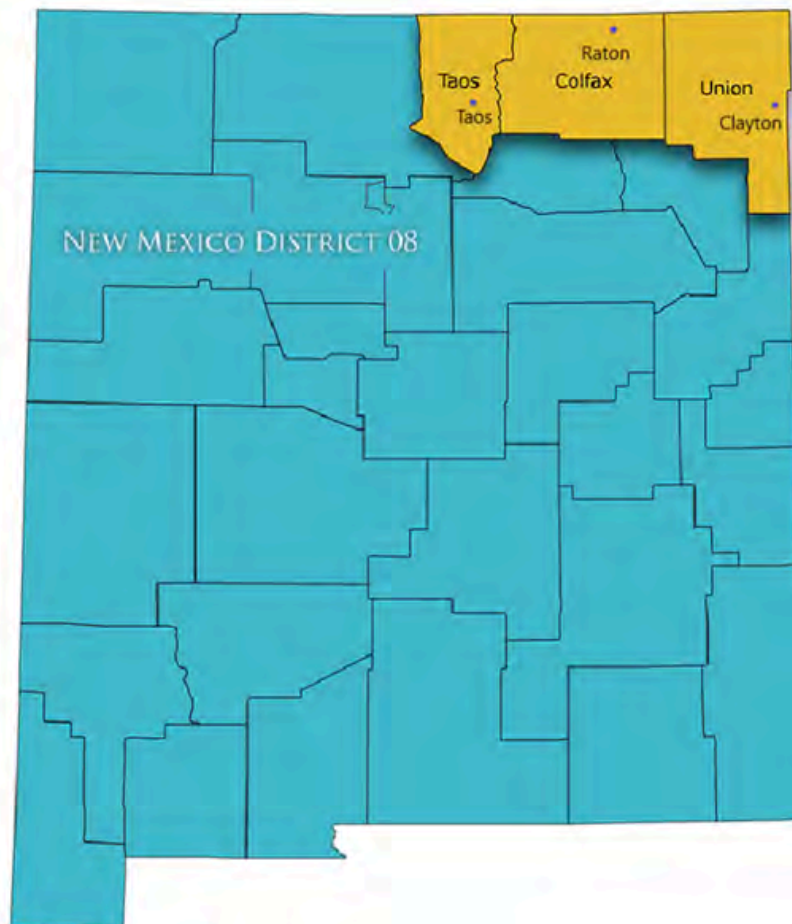 Raton
Taos
Colfax
Union
Taos
Clayton
NEW MEXICO DISTRICT 08